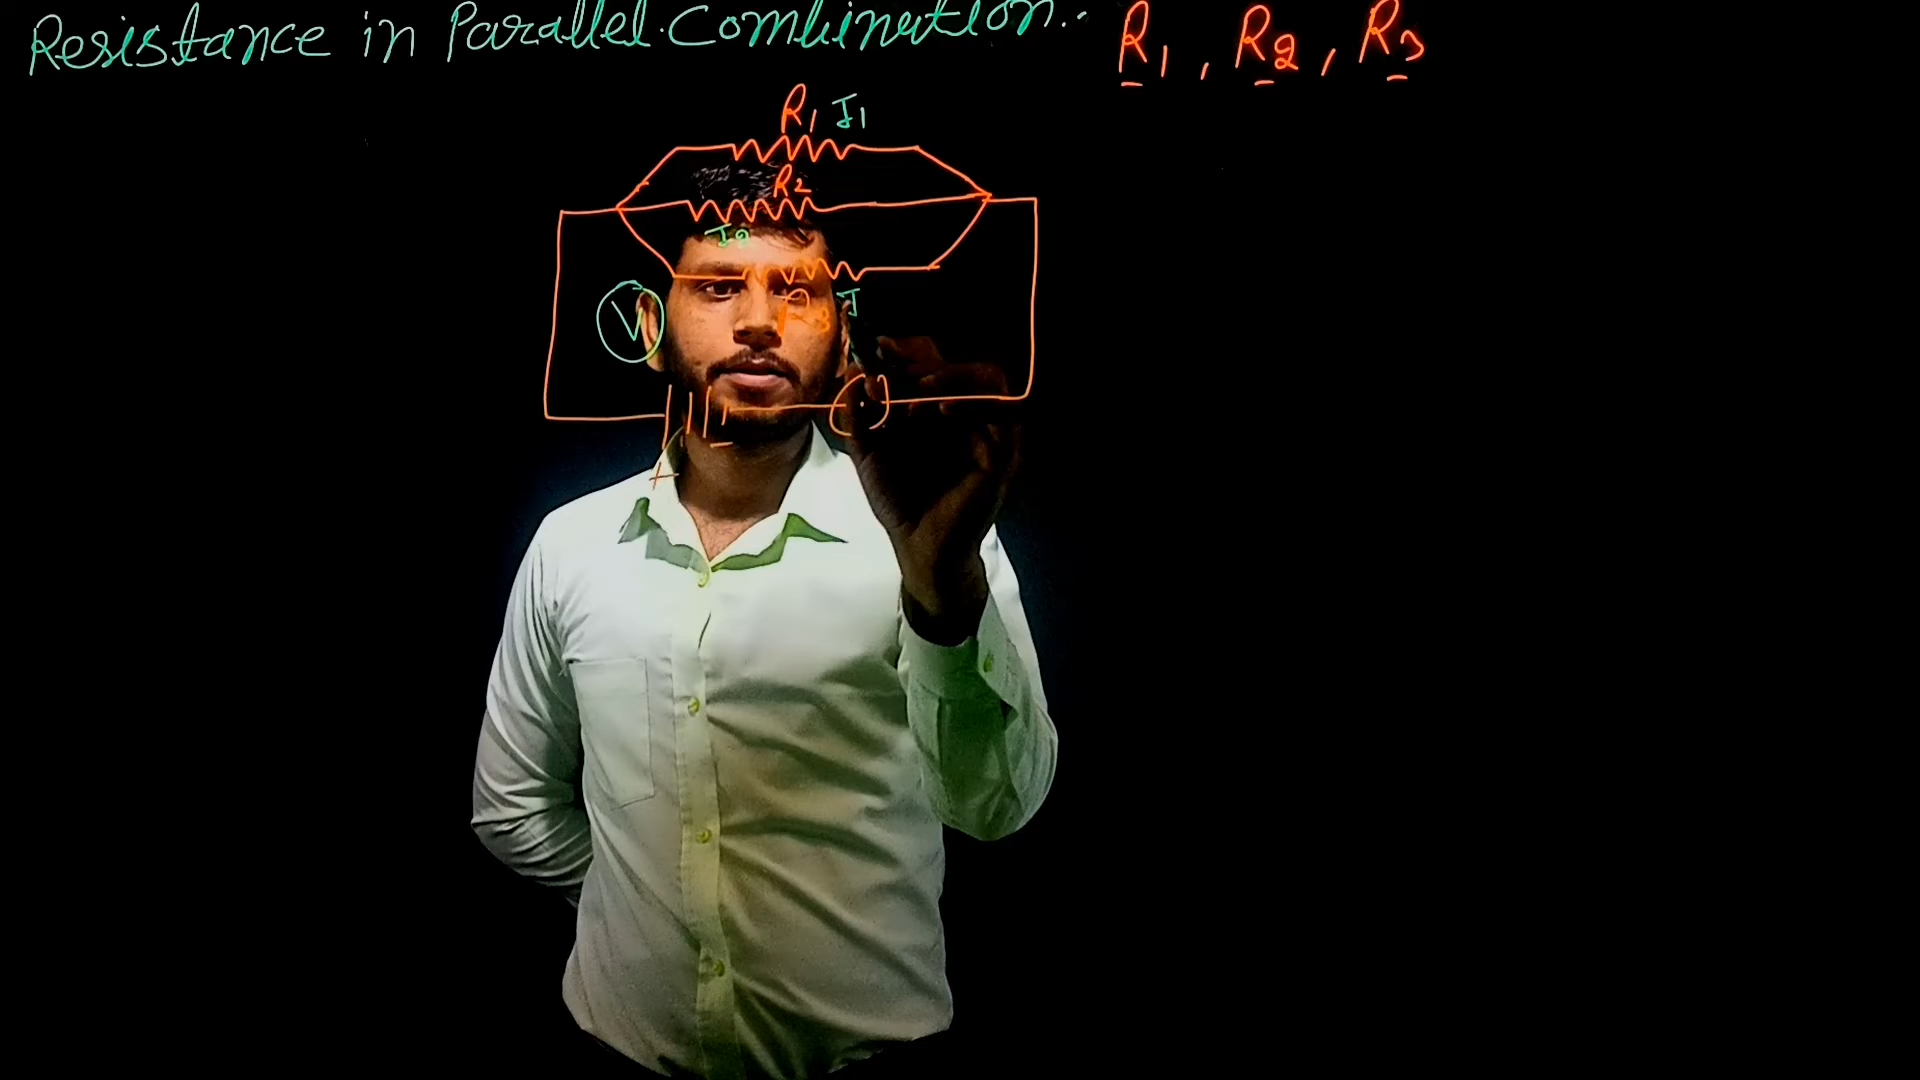 Resistance in Parallel Combination.. R1, R2, R3
R1 I1
R2
I2
R3 I
V
+ -